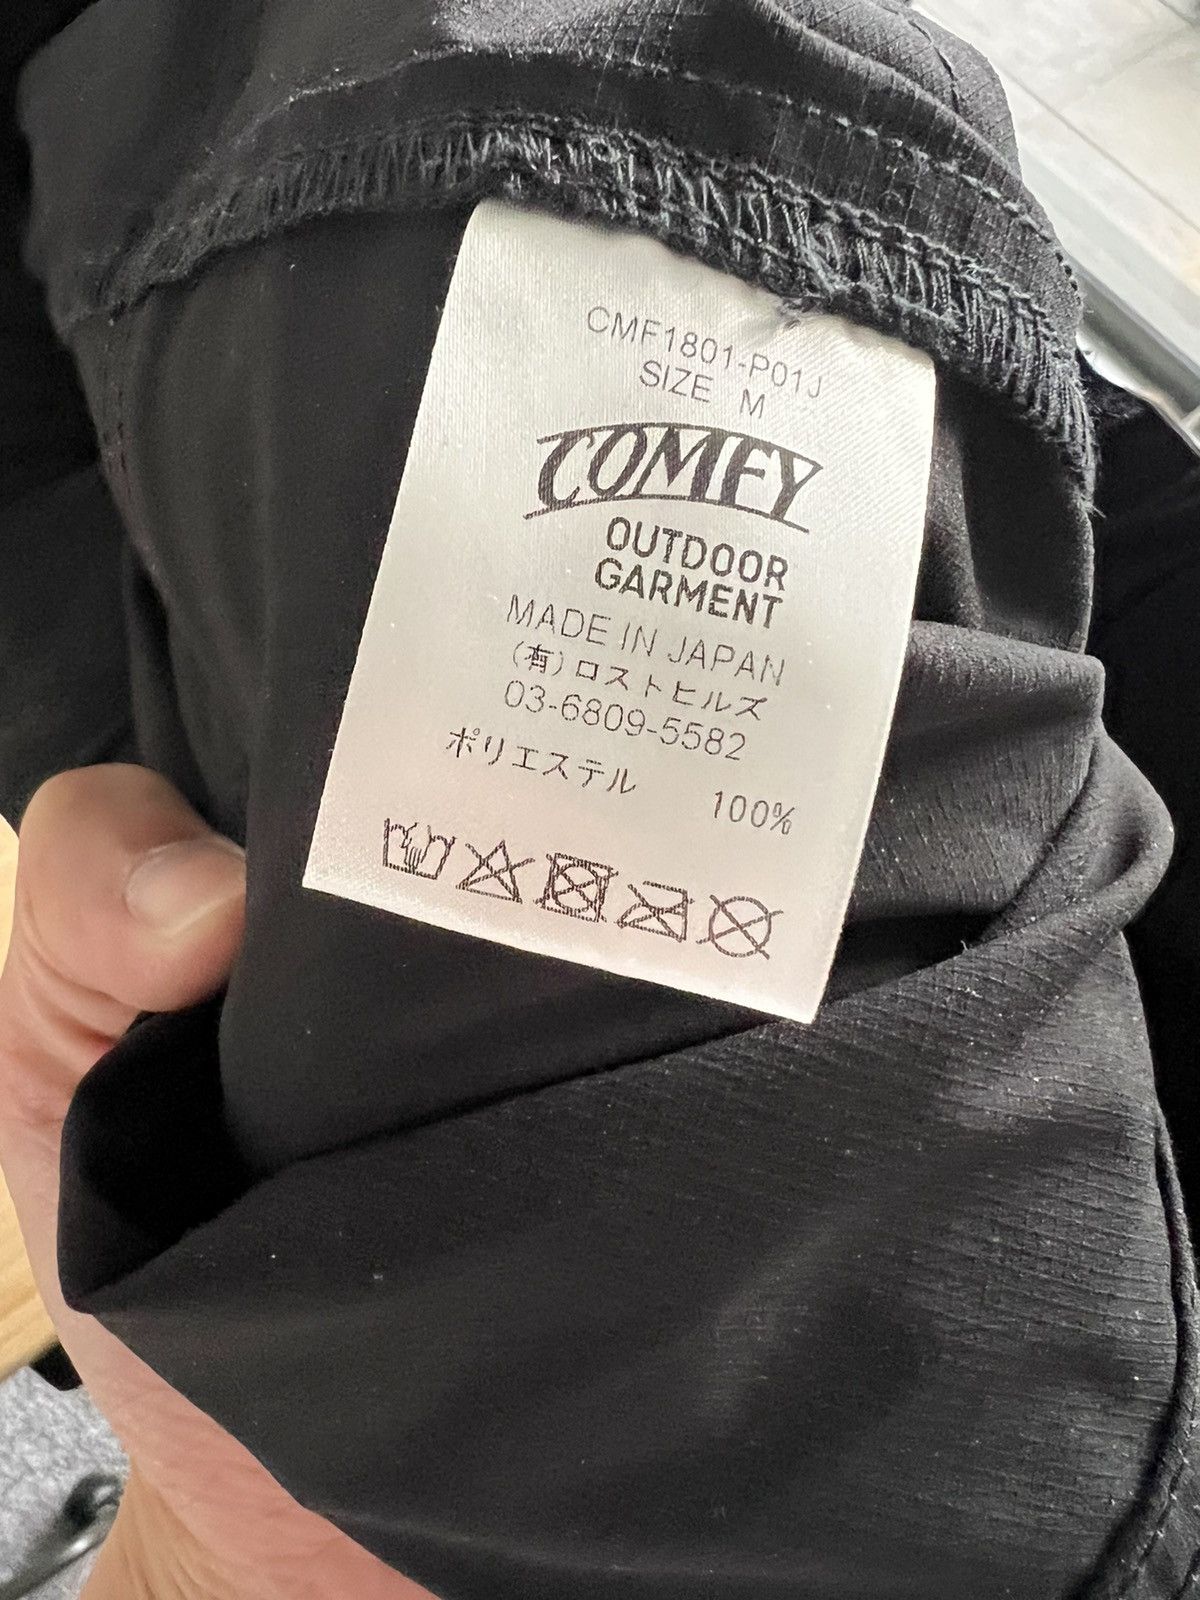 CMF1801-P01J
SIZE M
COMFY
OUTDOOR
GARMENT
MADE IN JAPAN
(有)ロストヒルズ
03-6809-5582
ポリエステル 100%